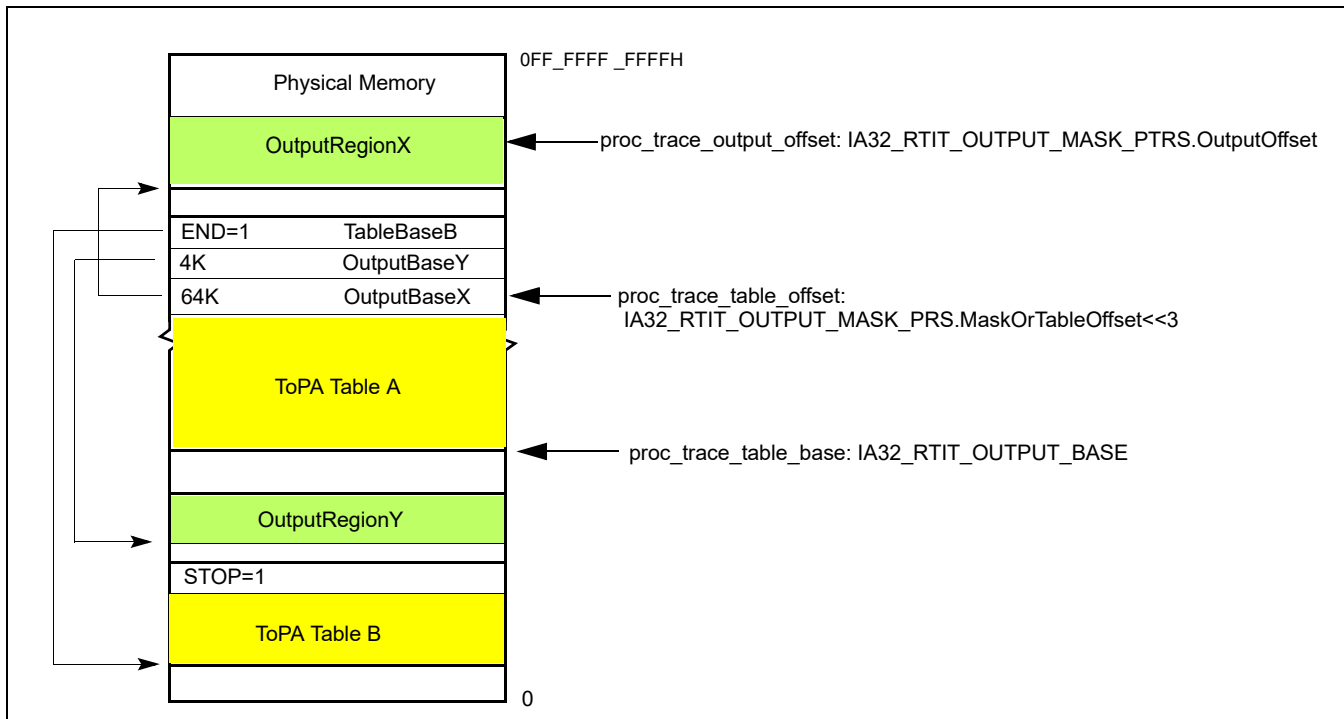 0FF_FFFF _FFFFH
Physical Memory
OutputRegionX
proc_trace_output_offset: IA32_RTIT_OUTPUT_MASK_PTRS.OutputOffset
END=1 TableBaseB
4K OutputBaseY
64K OutputBaseX
proc_trace_table_offset:
IA32_RTIT_OUTPUT_MASK_PRS.MaskOrTableOffset<<3
ToPA Table A
proc_trace_table_base: IA32_RTIT_OUTPUT_BASE
OutputRegionY
STOP=1
ToPA Table B
0